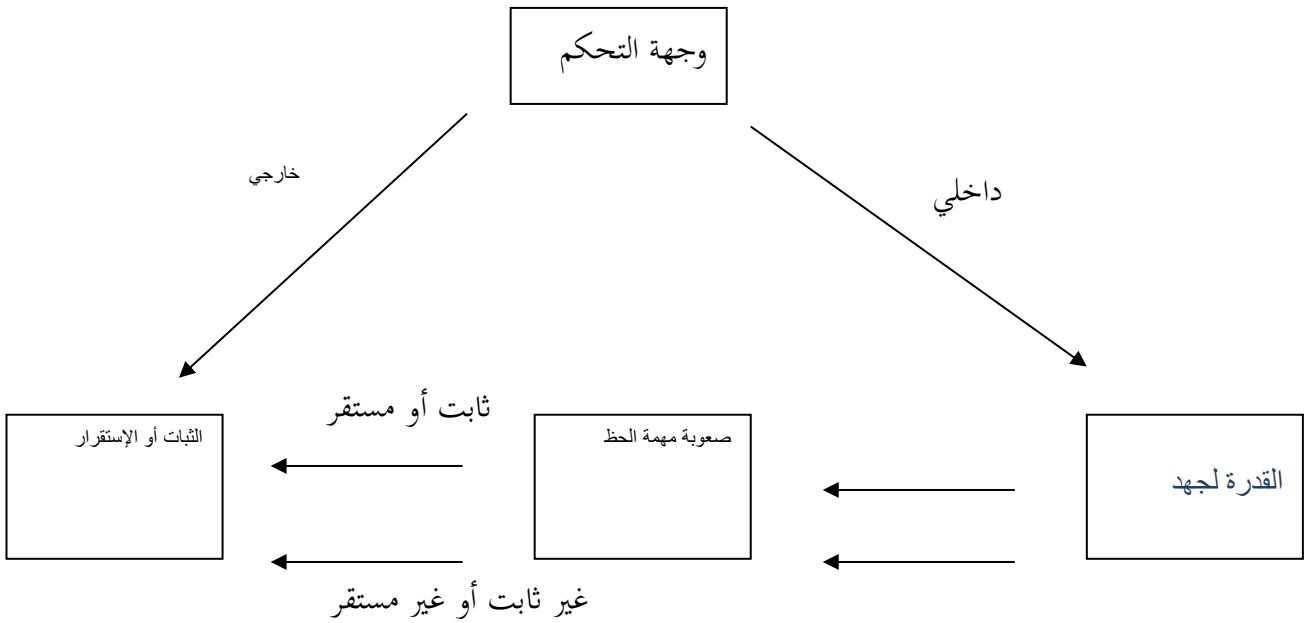 وجهة التحكم
خارجي
داخلي
ثابت أو مستقر
القدرة لجهد
صعوبة مهمة الحظ
الثبات أو الإستقرار
غير ثابت أو غير مستقر